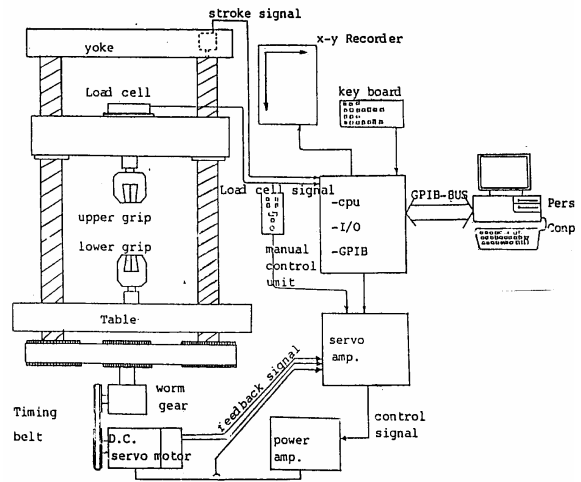 stroke signal
yoke
x-y Recorder
Load cell
key board
Load cell signal
-cpu
-I/O
-GPIB
GPIB-BUS
Pers
Conp
upper grip
lower grip
manual
control
unit
Table
servo
amp.
feedback signal
worm
gear
Timing
belt
D.C.
servo motor
control
signal
power
amp.